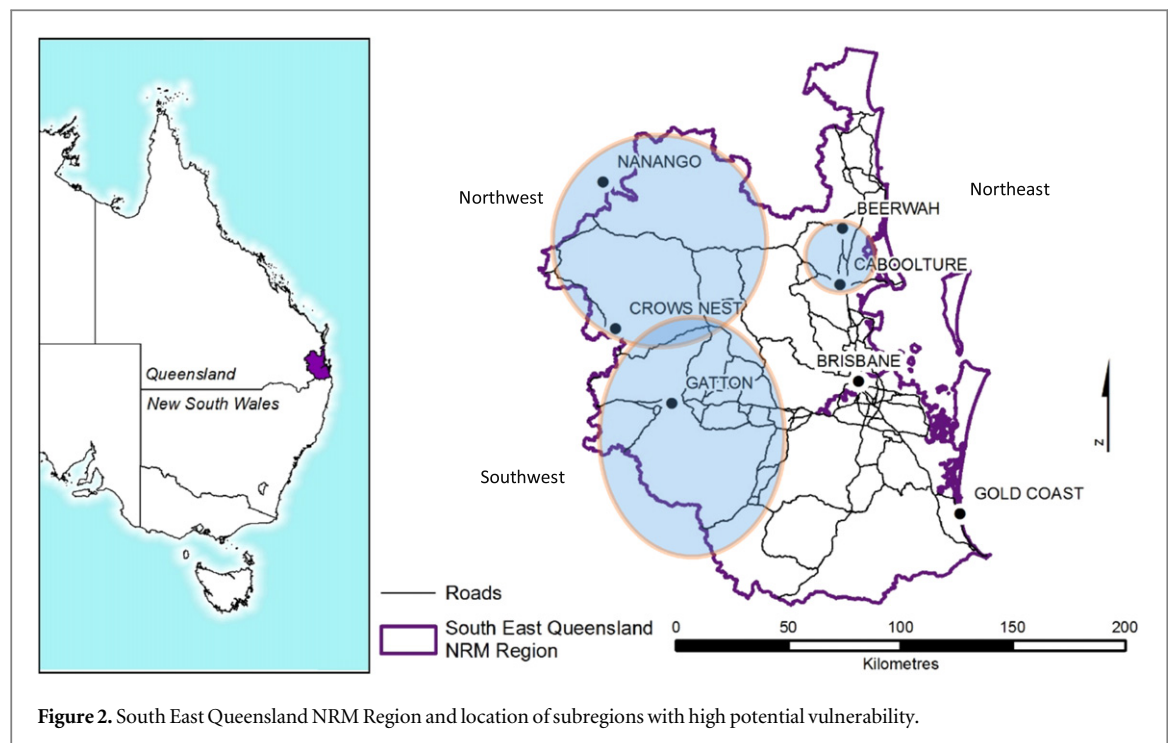 Queensland
New South Wales
Northwest
Northeast
Southwest
NANANGO
BEERWAH
CABOOLTURE
CROWS NEST
BRISBANE
GATTON
GOLD COAST
z
Roads
South East Queensland
NRM Region
0 50 100 150 200
Kilometres
Figure 2. South East Queensland NRM Region and location of subregions with high potential vulnerability.